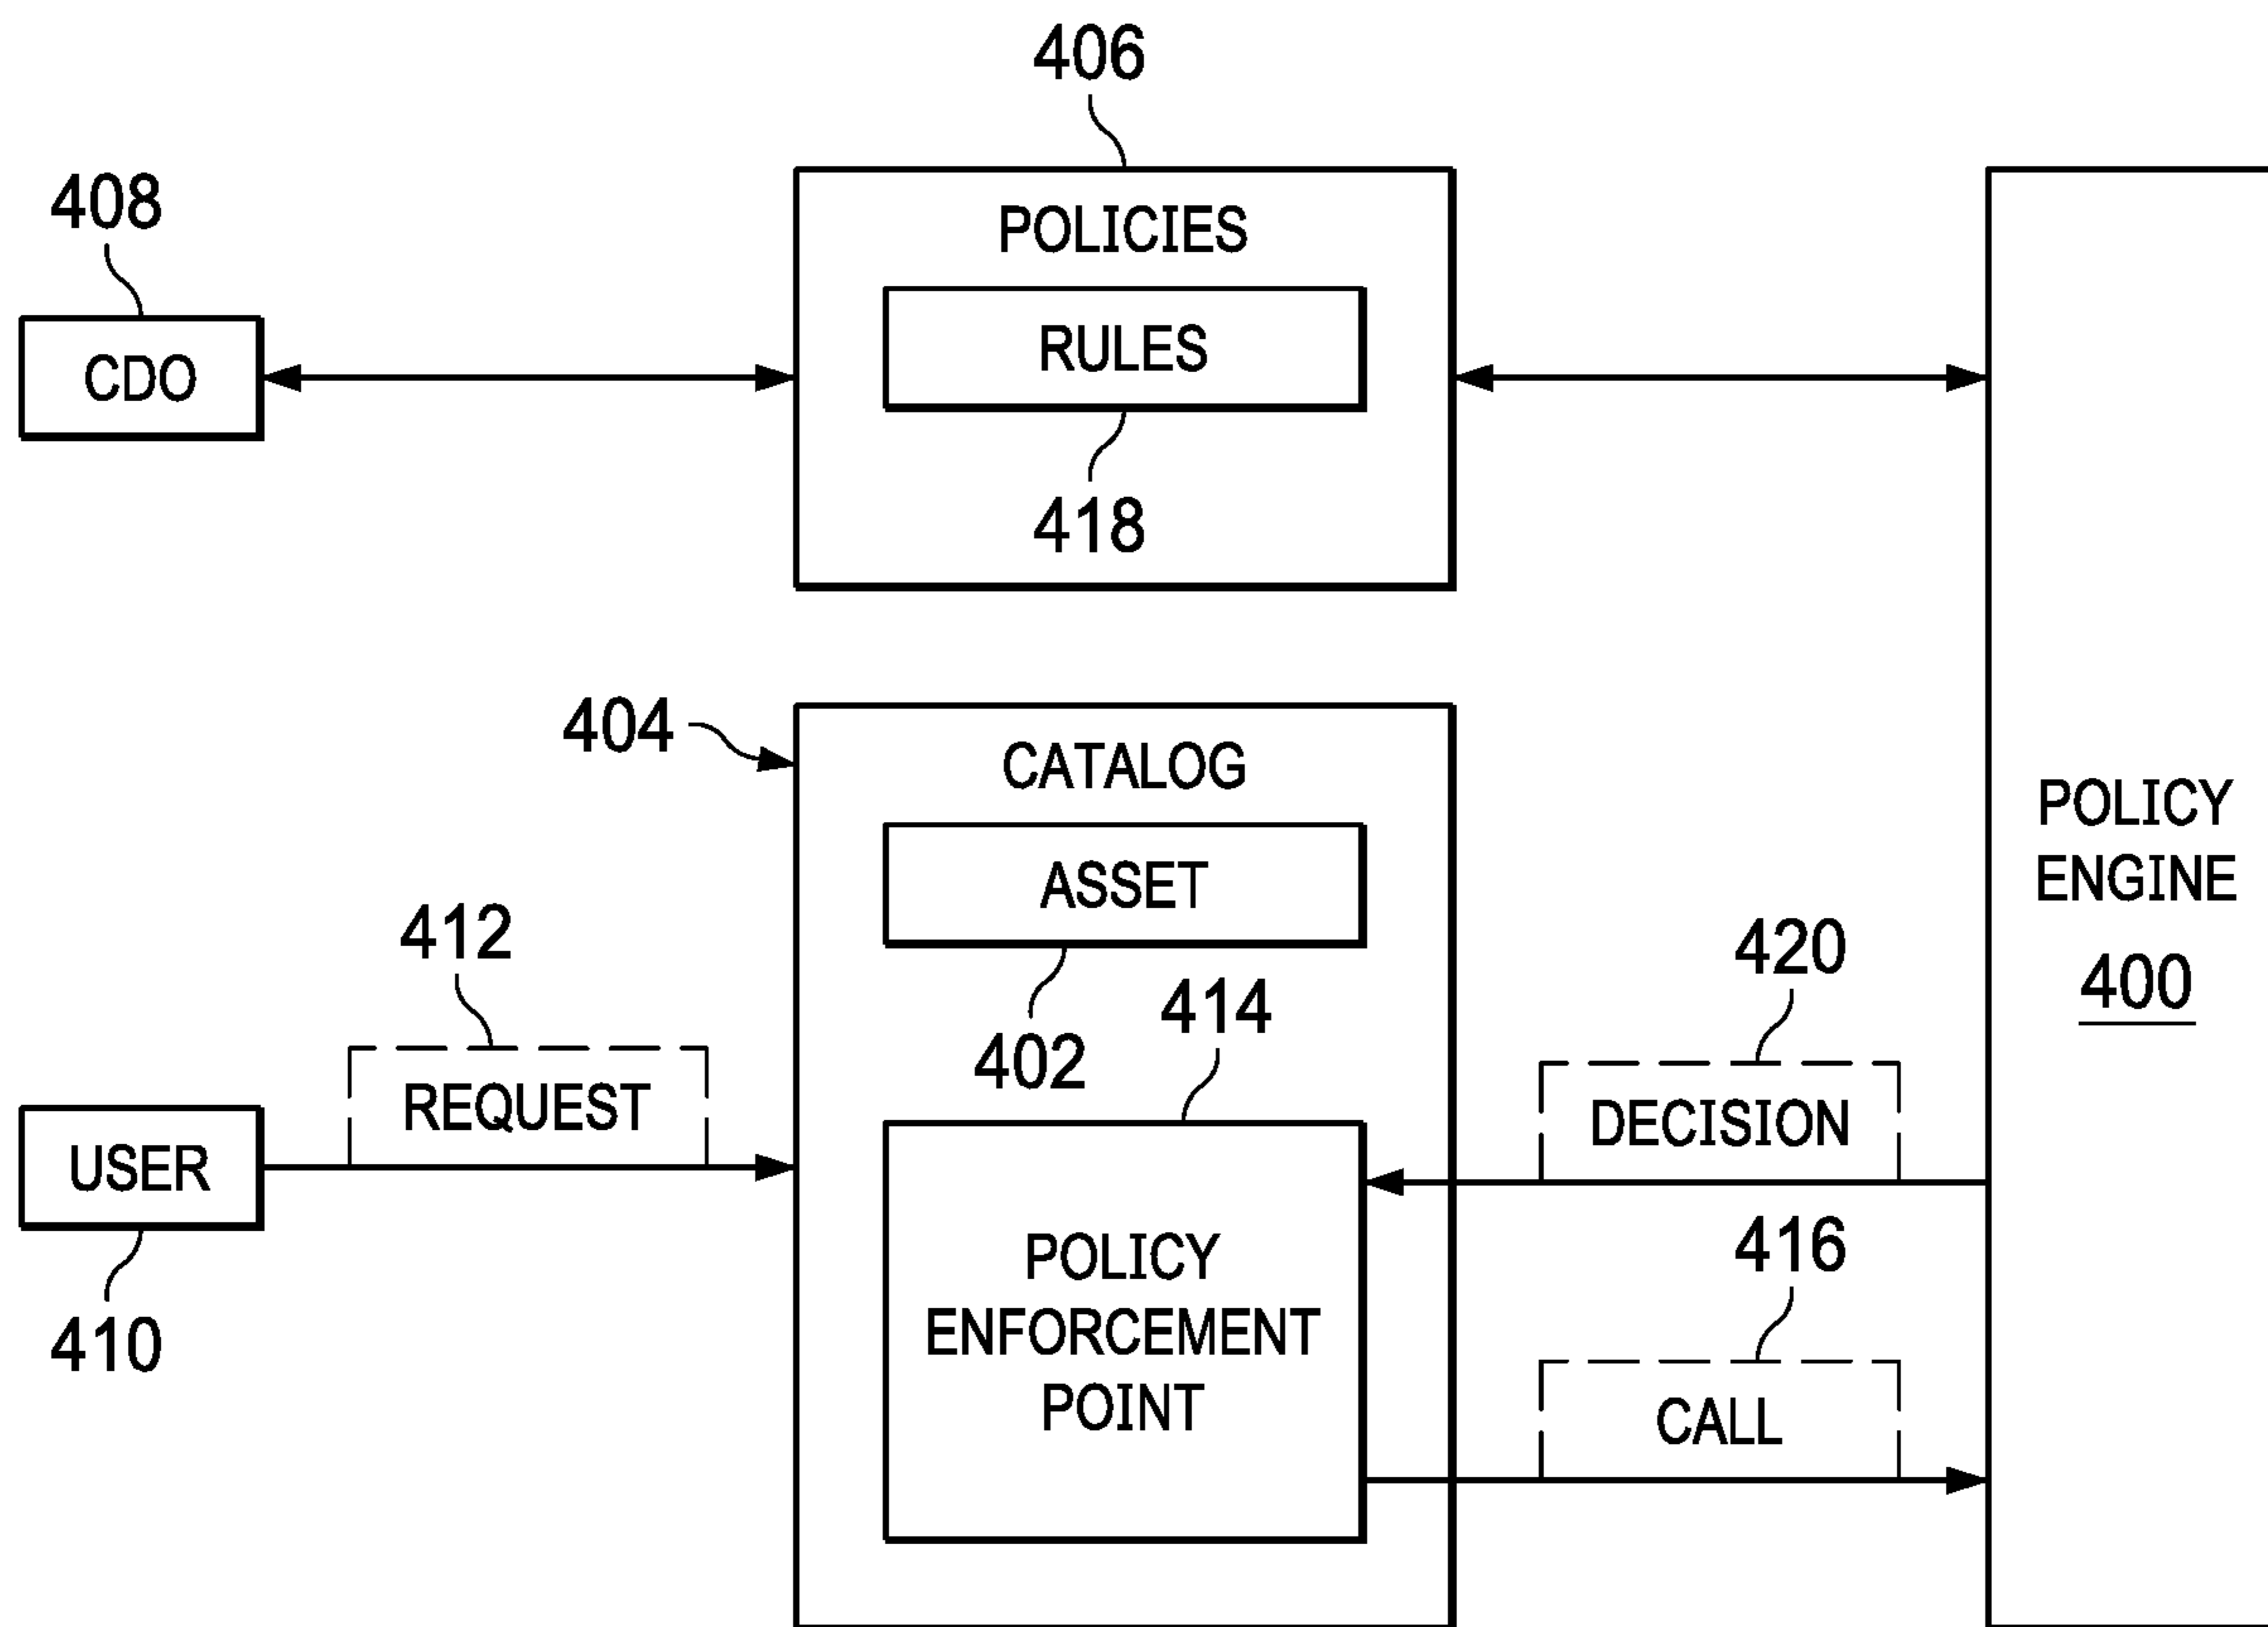 406
408
POLICIES
RULES
CDO
418
404
CATALOG
POLICY
ENGINE
400
ASSET
412
420
414
402
REQUEST
DECISION
USER
416
POLICY
ENFORCEMENT
POINT
410
CALL